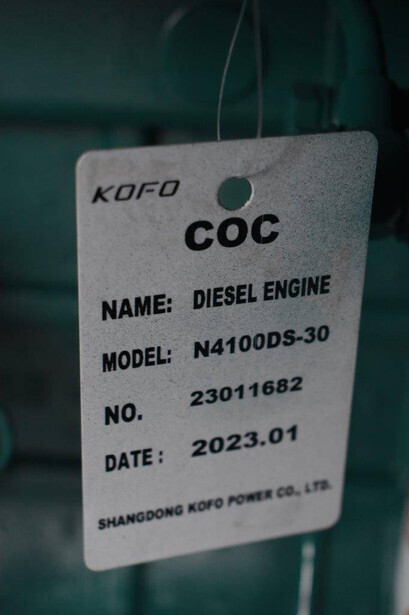 KOFO
COC
NAME: DIESEL ENGINE
MODEL: N4100DS-30
NO. 23011682
DATE: 2023.01
SHANGDONG KOFO POWER CO., LTD.